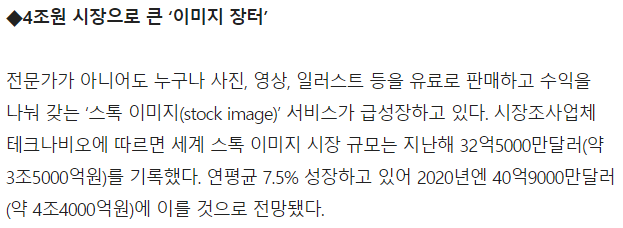 ◆4조원 시장으로 큰 ‘이미지 장터’
전문가가 아니어도 누구나 사진, 영상, 일러스트 등을 유료로 판매하고 수익을
나눠 갖는 ‘스톡 이미지(stock image)’ 서비스가 급성장하고 있다. 시장조사업체
테크나비오에 따르면 세계 스톡 이미지 시장 규모는 지난해 32억5000만달러(약
3조5000억원)를 기록했다. 연평균 7.5% 성장하고 있어 2020년엔 40억9000만달러
(약 4조4000억원)에 이를 것으로 전망됐다.